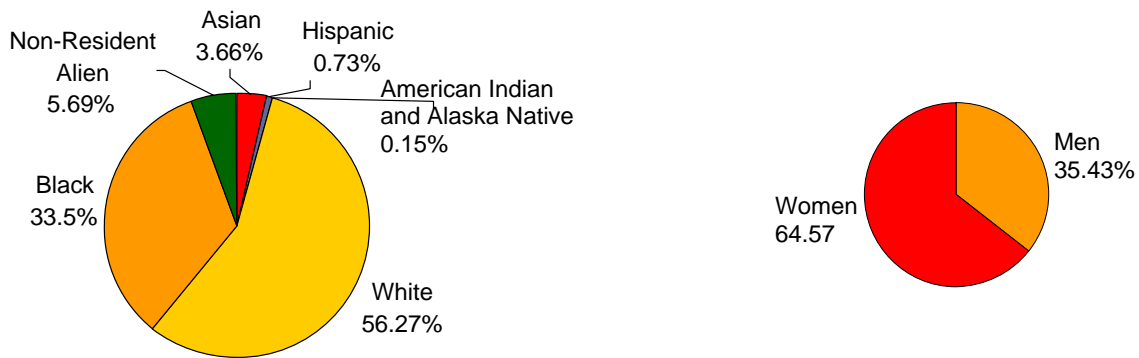 Asian
3.66%
Hispanic
0.73%
Non-Resident
Alien
5.69%
American Indian
and Alaska Native
0.15%
Black
33.5%
White
56.27%
Men
35.43%
Women
64.57